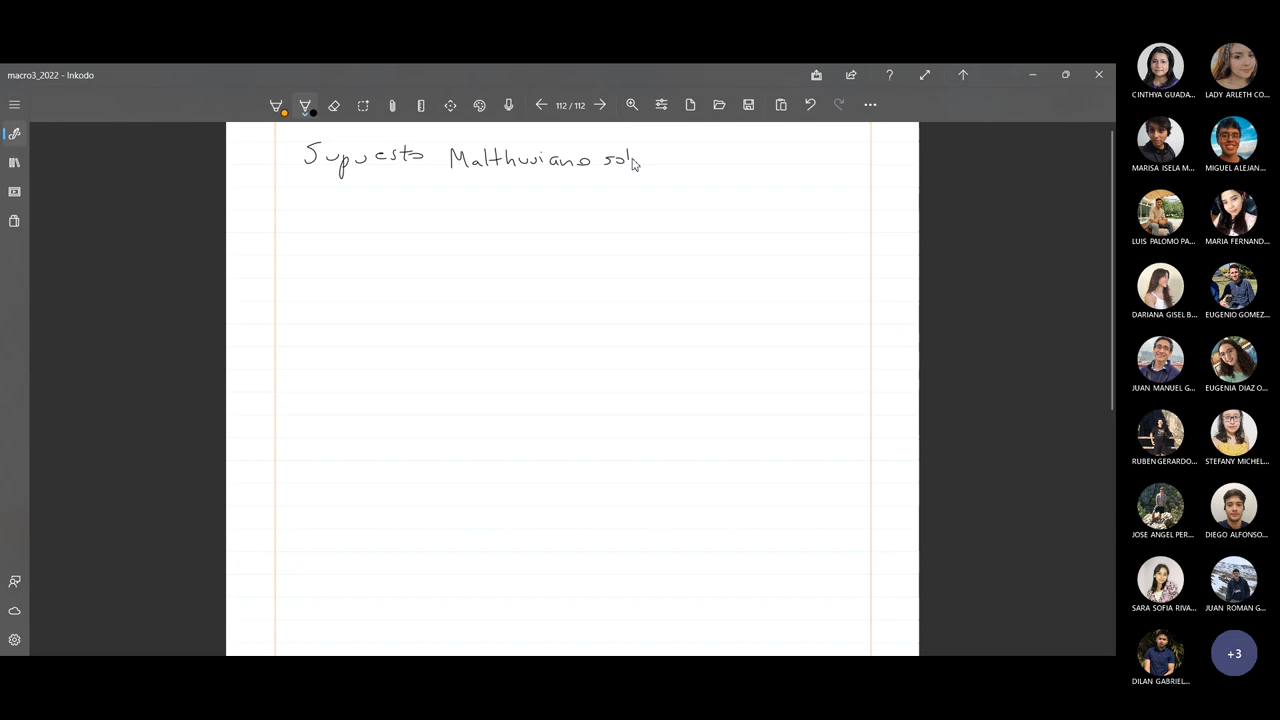 macro3_2022 - Inkodo
112 / 112
Supuesto Malthusiano
CINTHYA GUADA...
LADY ARLETH CO...
MARISA ISELA M...
MIGUEL ALEJAN...
LUIS PALOMO PA...
MARIA FERNAND...
DARIANA GISEL B...
EUGENIO GOMEZ...
JUAN MANUEL G...
EUGENIA DIAZ O...
RUBEN GERARDO...
STEFANY MICHEL...
JOSE ANGEL PER...
DIEGO ALFONSO...
SARA SOFIA RIVA...
JUAN ROMAN G...
DILAN GABRIEL...
+3